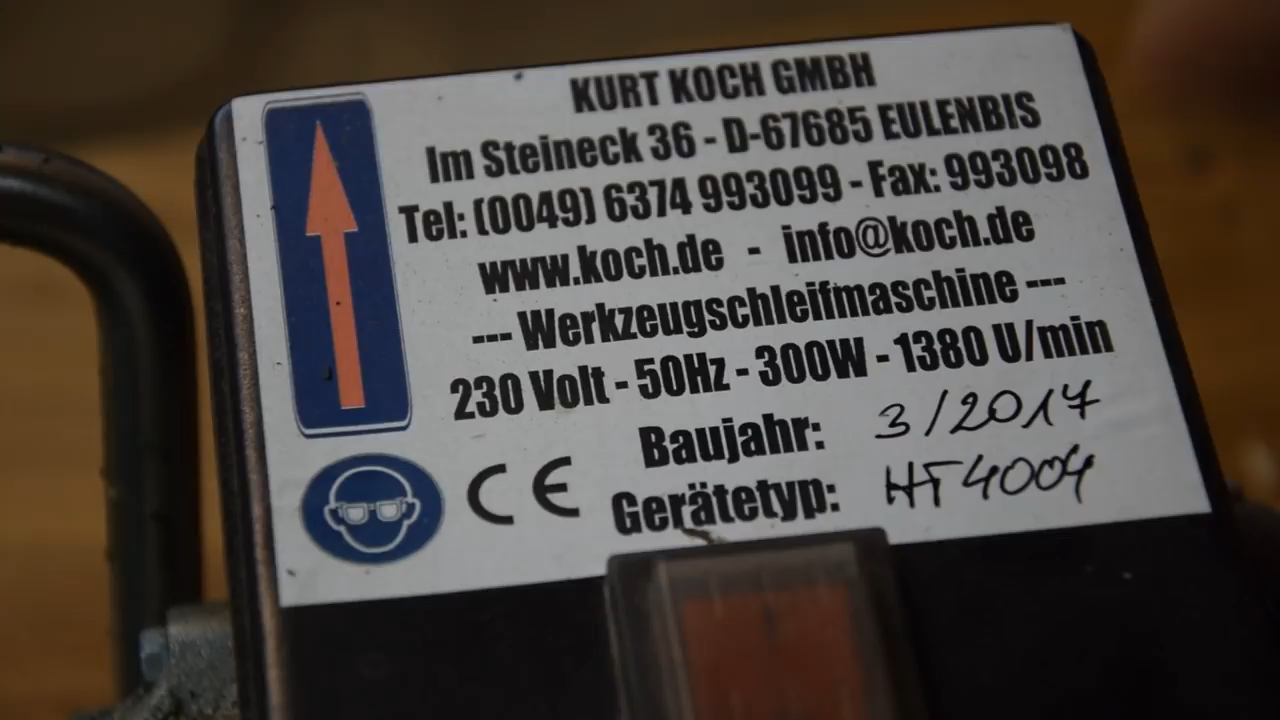 KURT KOCH GMBH
Im Steineck 36 - D-67685 EULENBIS
Tel: (0049) 6374 993099 - Fax: 993098
www.koch.de - info@koch.de
--- Werkzeugschleifmaschine ---
230 Volt - 50Hz - 300W - 1380 U/min
Baujahr: 3/2017
CE Gerätetyp: HT4004